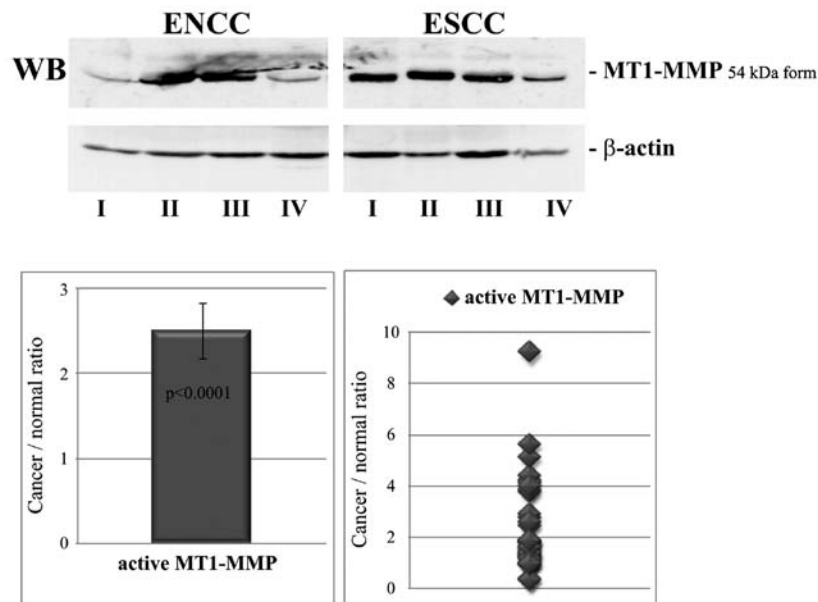 ENCC ESCC
WB - MT1-MMP 54 kDa form
- β-actin
I II III IV I II III IV
3
2
1
0
Cancer / normal ratio
p<0.0001
active MT1-MMP
active MT1-MMP
10
8
6
4
2
0
Cancer / normal ratio